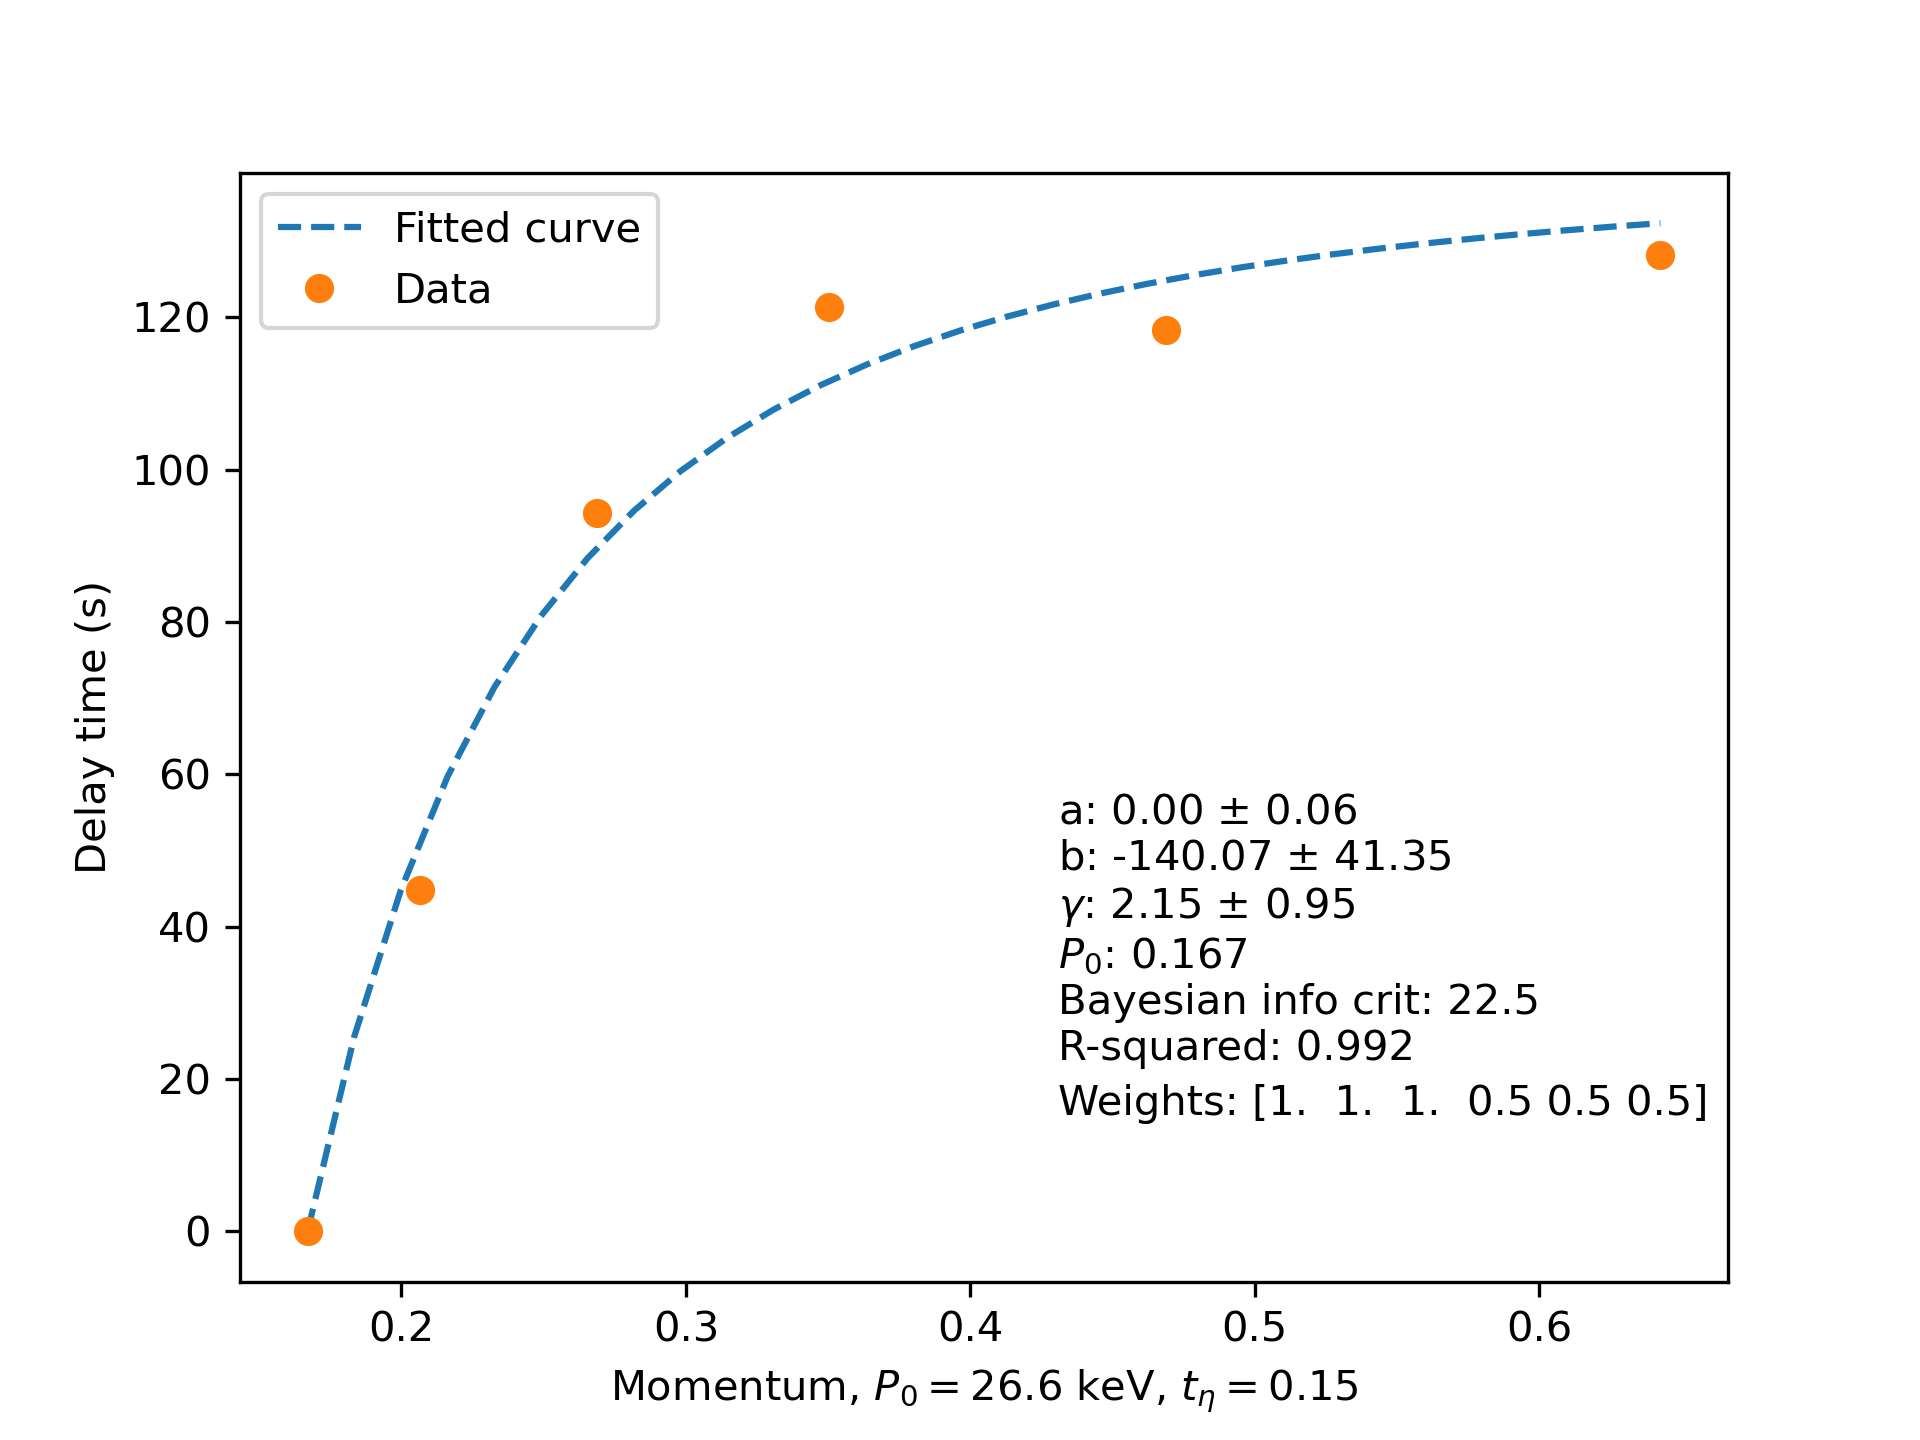 Fitted curve
Data
120
100
80
60
40
20
0
Delay time (s)
a: 0.00 ± 0.06
b: -140.07 ± 41.35
γ: 2.15 ± 0.95
P₀: 0.167
Bayesian info crit: 22.5
R-squared: 0.992
Weights: [1. 1. 1. 0.5 0.5 0.5]
0.2 0.3 0.4 0.5 0.6
Momentum, P₀ = 26.6 keV, tη = 0.15